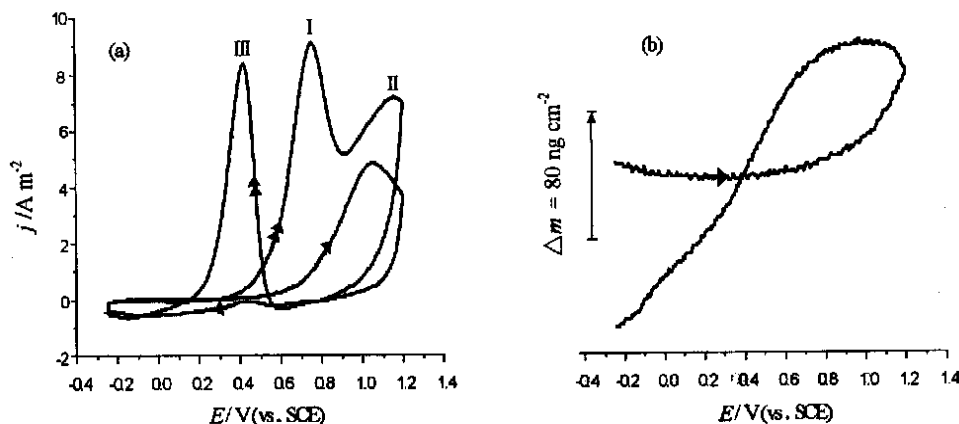 (a)
I
II
III
10
8
6
4
2
0
-2
j /A m-2
-0.4 -0.2 0.0 0.2 0.4 0.6 0.8 1.0 1.2 1.4
E/ V(vs. SCE)
(b)
△m = 80 ng cm-2
-0.4 -0.2 0.0 0.2 0.4 0.6 0.8 1.0 1.2 1.4
E/ V(vs. SCE)